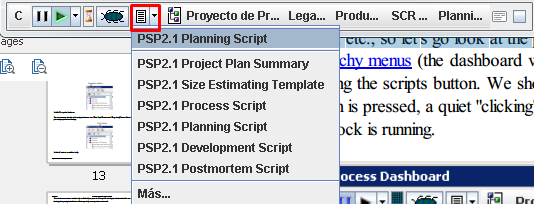 C Proyecto de Pr... Lega... Produ... SCR ... Planni...
PSP2.1 Planning Script
PSP2.1 Project Plan Summary
PSP2.1 Size Estimating Template
PSP2.1 Process Script
PSP2.1 Planning Script
PSP2.1 Development Script
PSP2.1 Postmortem Script
Más...
ages
13
etc., so let's go look at the
chy menus (the dashboard w
ng the scripts button. We sho
n is pressed, a quiet "clicking"
ock is running.
ocess Dashboard